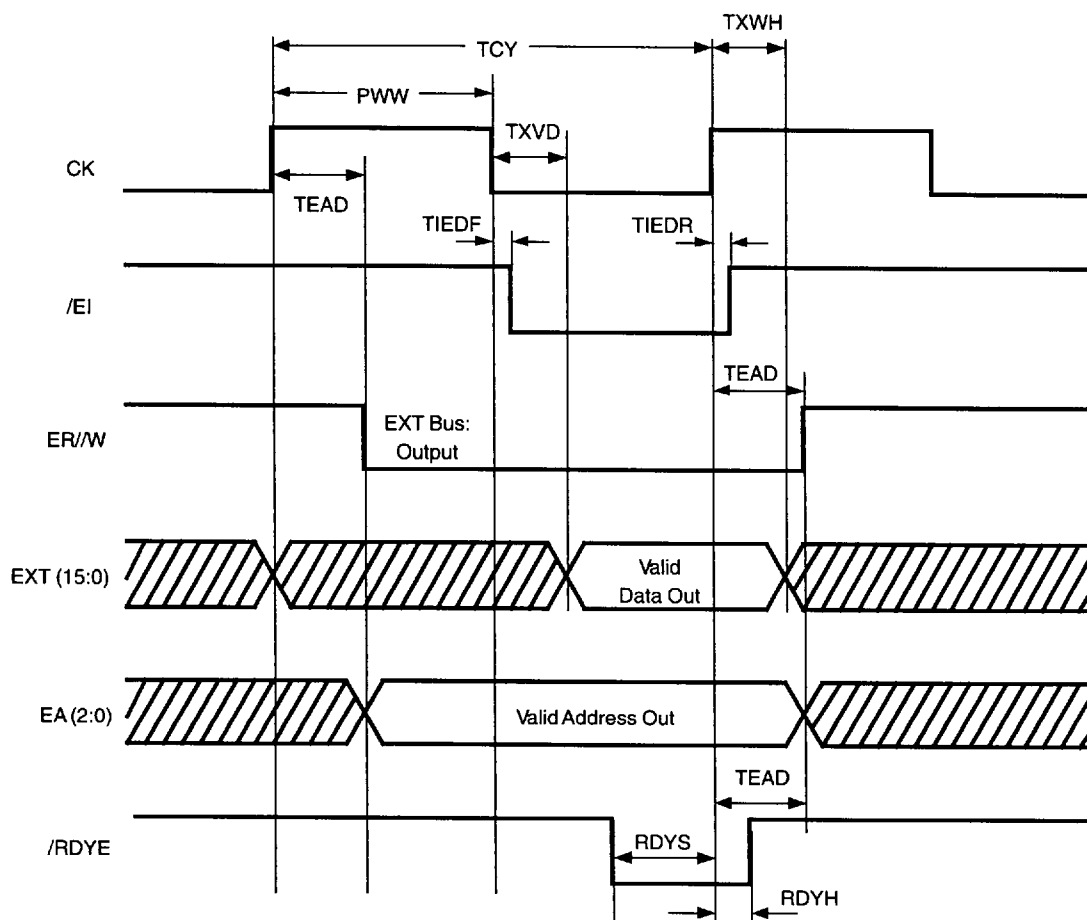 TXWH
TCY
PWW
TXVD
CK
TEAD
TIEDF
TIEDR
/EI
TEAD
ER//W
EXT Bus:
Output
EXT (15:0)
Valid
Data Out
EA (2:0)
Valid Address Out
TEAD
/RDYE
RDYS
RDYH